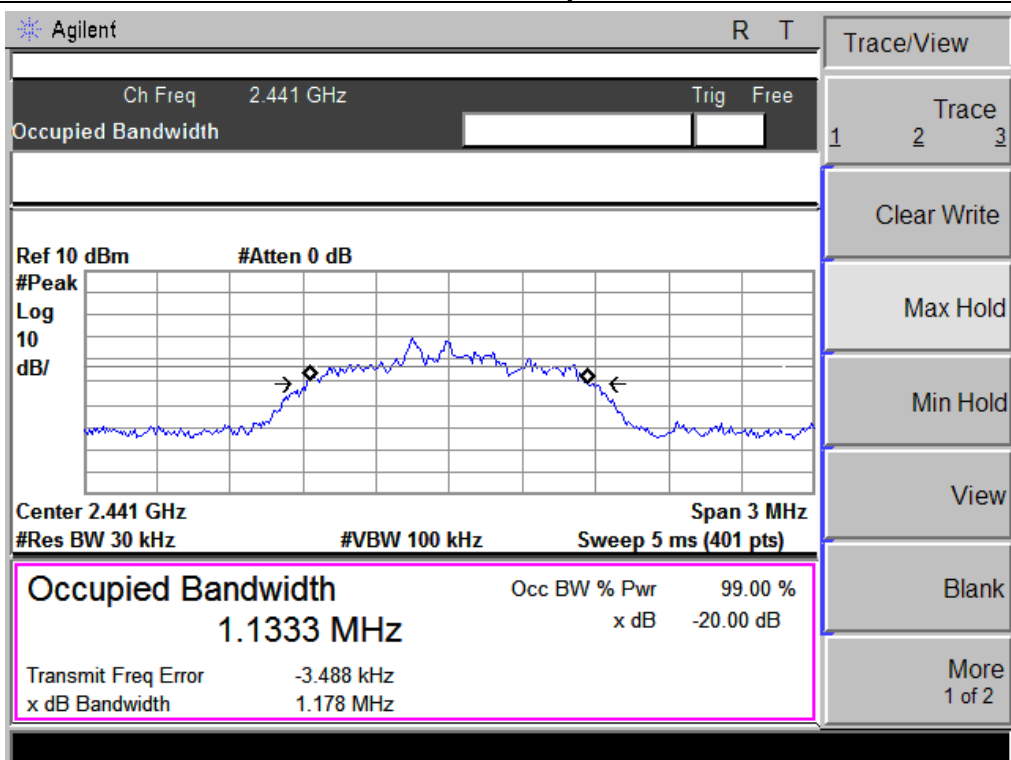 Agilent R T
Ch Freq 2.441 GHz Trig Free
Occupied Bandwidth
Ref 10 dBm #Atten 0 dB
#Peak
Log
10
dB/
Center 2.441 GHz Span 3 MHz
#Res BW 30 kHz #VBW 100 kHz Sweep 5 ms (401 pts)
Occupied Bandwidth Occ BW % Pwr 99.00 %
1.1333 MHz x dB -20.00 dB
Transmit Freq Error -3.488 kHz
x dB Bandwidth 1.178 MHz
Trace/View
Trace
1 2 3
Clear Write
Max Hold
Min Hold
View
Blank
More
1 of 2